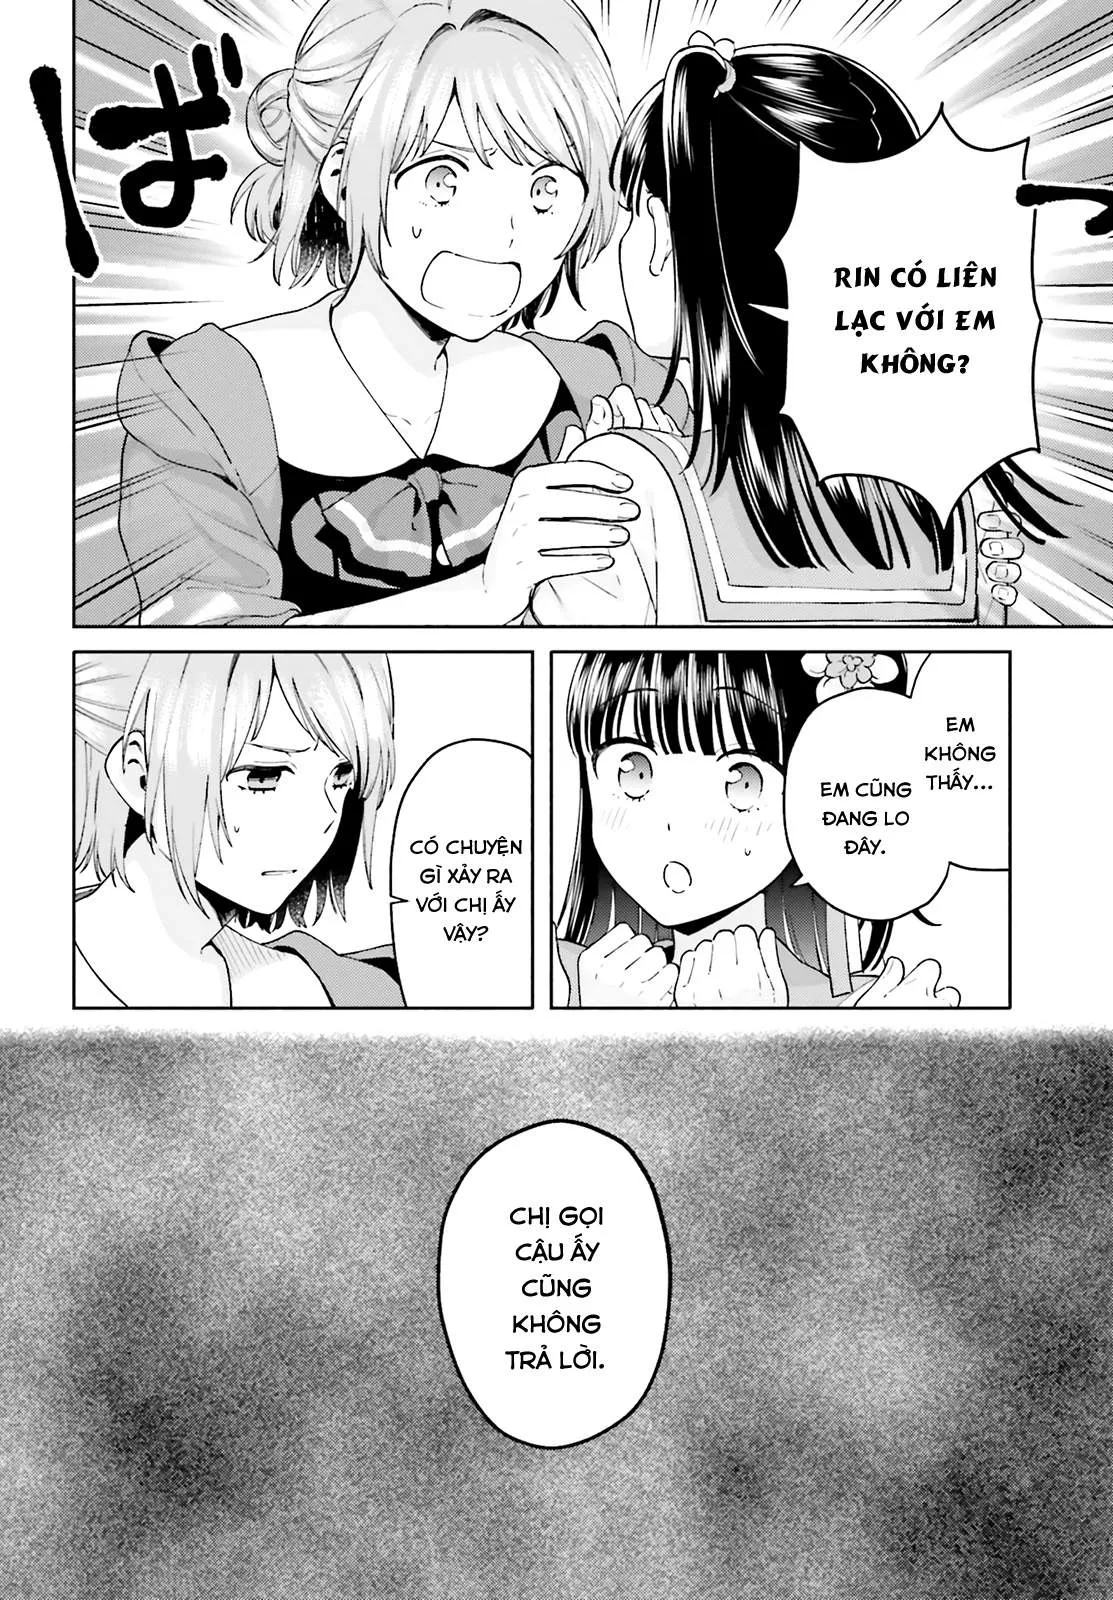 ばっ
RIN CÓ LIÊN
LẠC VỚI EM
KHÔNG?
EM
KHÔNG
THẤY...
EM CŨNG
ĐANG LO
ĐÂY.
CÓ CHUYỆN
GÌ XẢY RA
VỚI CHỊ ẤY
VẬY?
CHỊ GỌI
CẬU ẤY
CŨNG
KHÔNG
TRẢ LỜI.